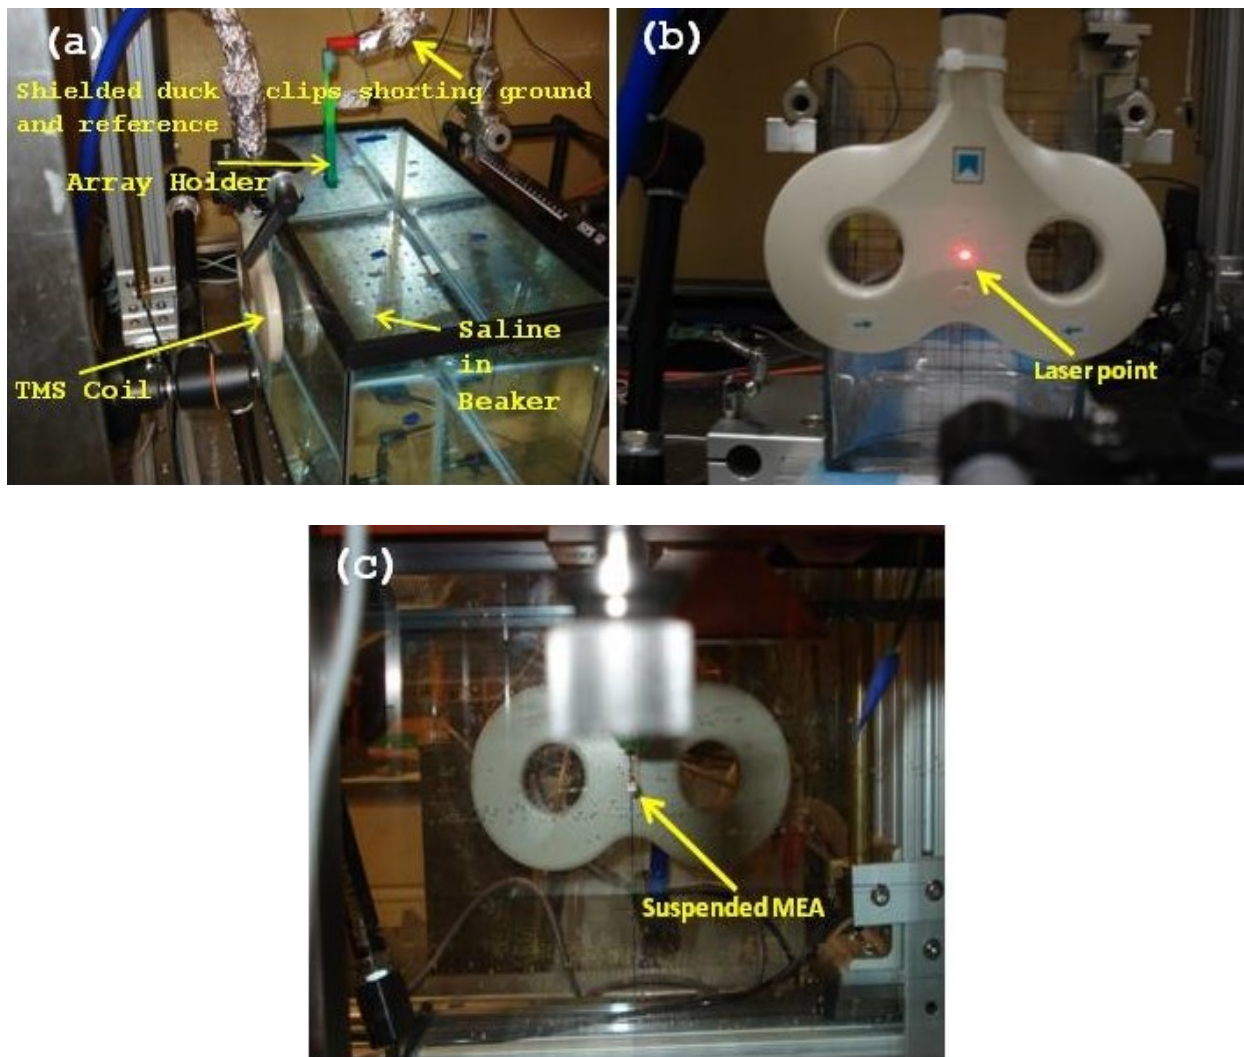 (a)
Shielded duck clips shorting ground
and reference
Array Holder
TMS Coil
Saline
in
Beaker
(b)
Laser point
(c)
Suspended MEA